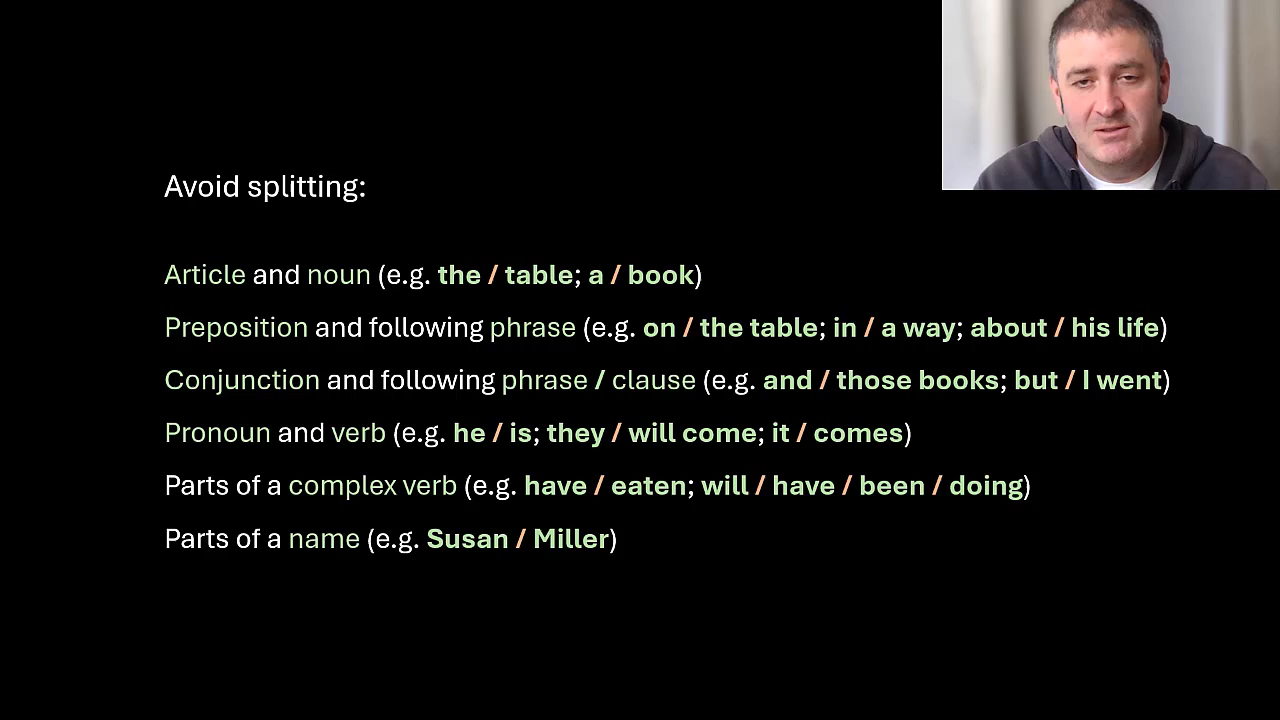 Avoid splitting:
Article and noun (e.g. the / table; a / book)
Preposition and following phrase (e.g. on / the table; in / a way; about / his life)
Conjunction and following phrase / clause (e.g. and / those books; but / I went)
Pronoun and verb (e.g. he / is; they / will come; it / comes)
Parts of a complex verb (e.g. have / eaten; will / have / been / doing)
Parts of a name (e.g. Susan / Miller)